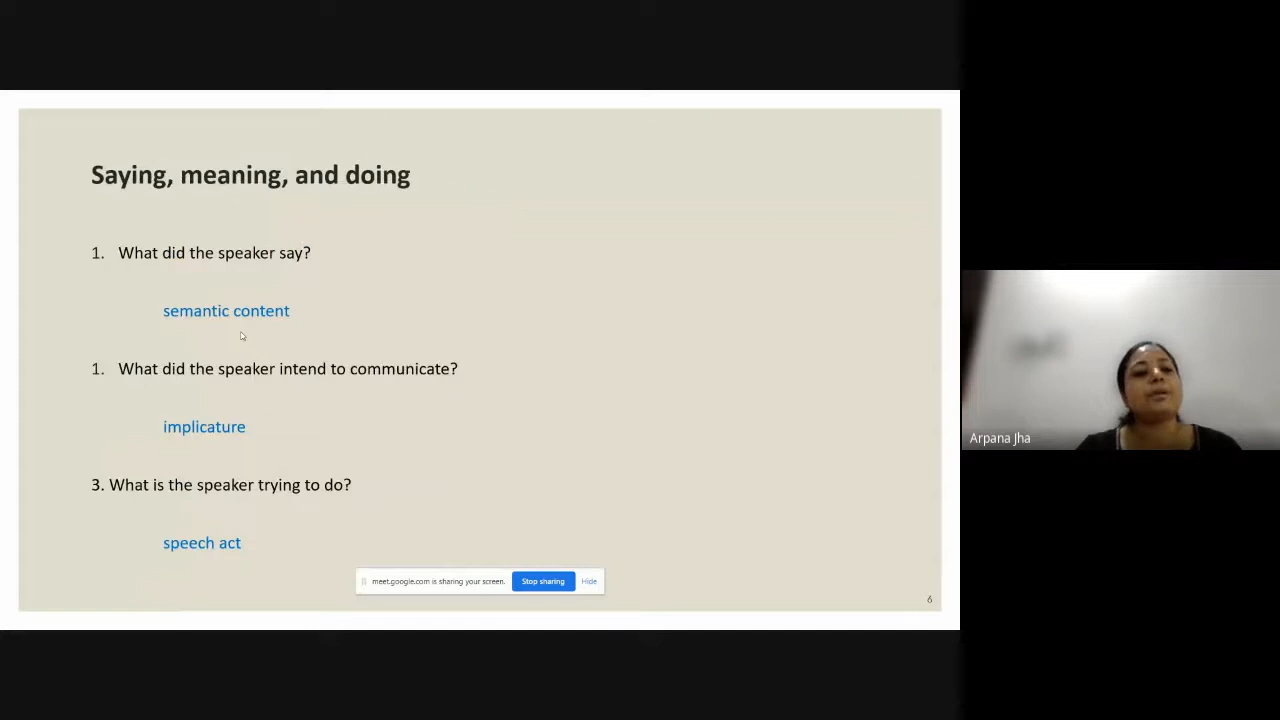 Saying, meaning, and doing
1. What did the speaker say?
semantic content
1. What did the speaker intend to communicate?
implicature
3. What is the speaker trying to do?
speech act
meet.google.com is sharing your screen. Stop sharing Hide
6
Arpana Jha